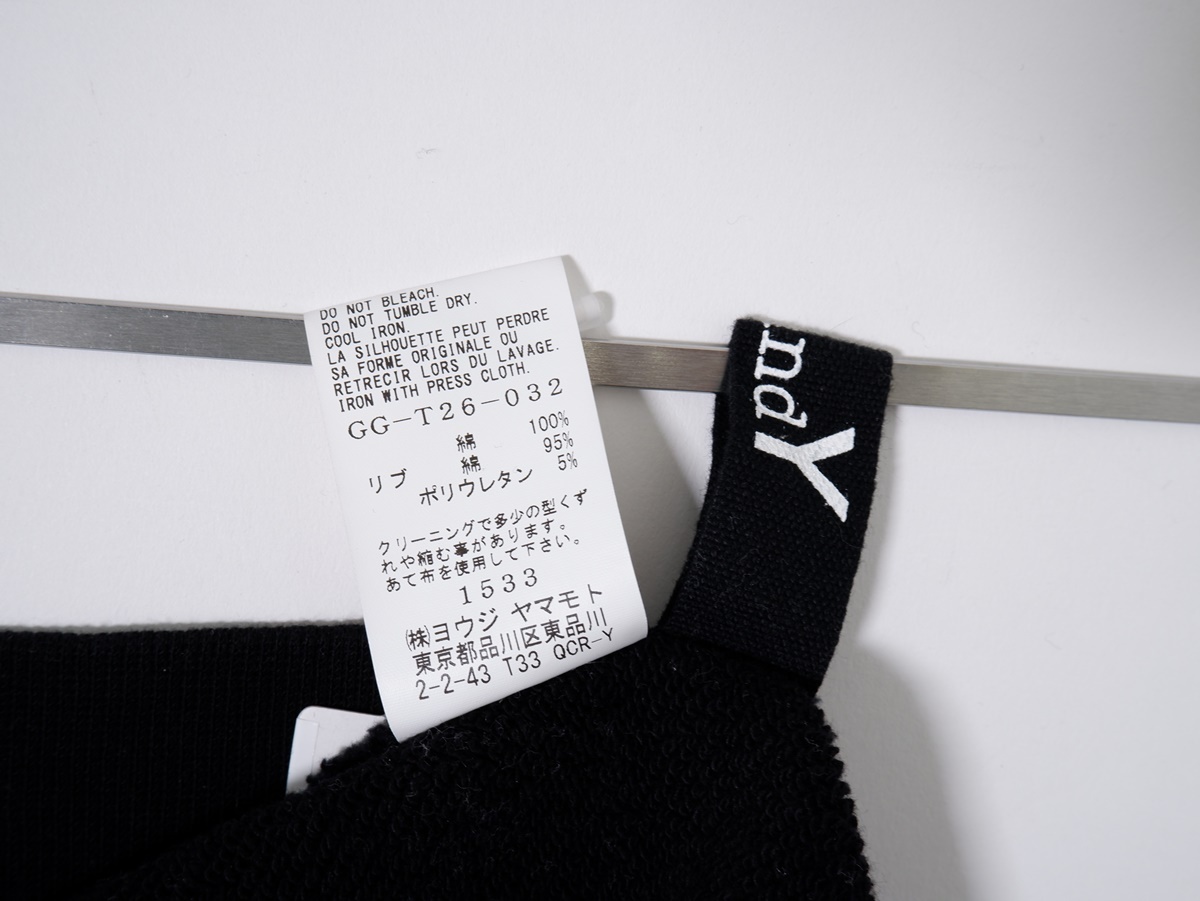 DO NOT BLEACH.
DO NOT TUMBLE DRY.
COOL IRON.
LA SILHOUETTE PEUT PERDRE
SA FORME ORIGINALE OU
RETRECIR LORS DU LAVAGE.
IRON WITH PRESS CLOTH.
GG-T26-032
綿 100%
リブ 綿 95%
ポリウレタン 5%
クリーニングで多少の型くず
れや縮む事があります。
あて布を使用して下さい。
1533
㈱ヨウジ ヤマモト
東京都品川区東品川
2-2-43 T33 QCR-Y
ndY